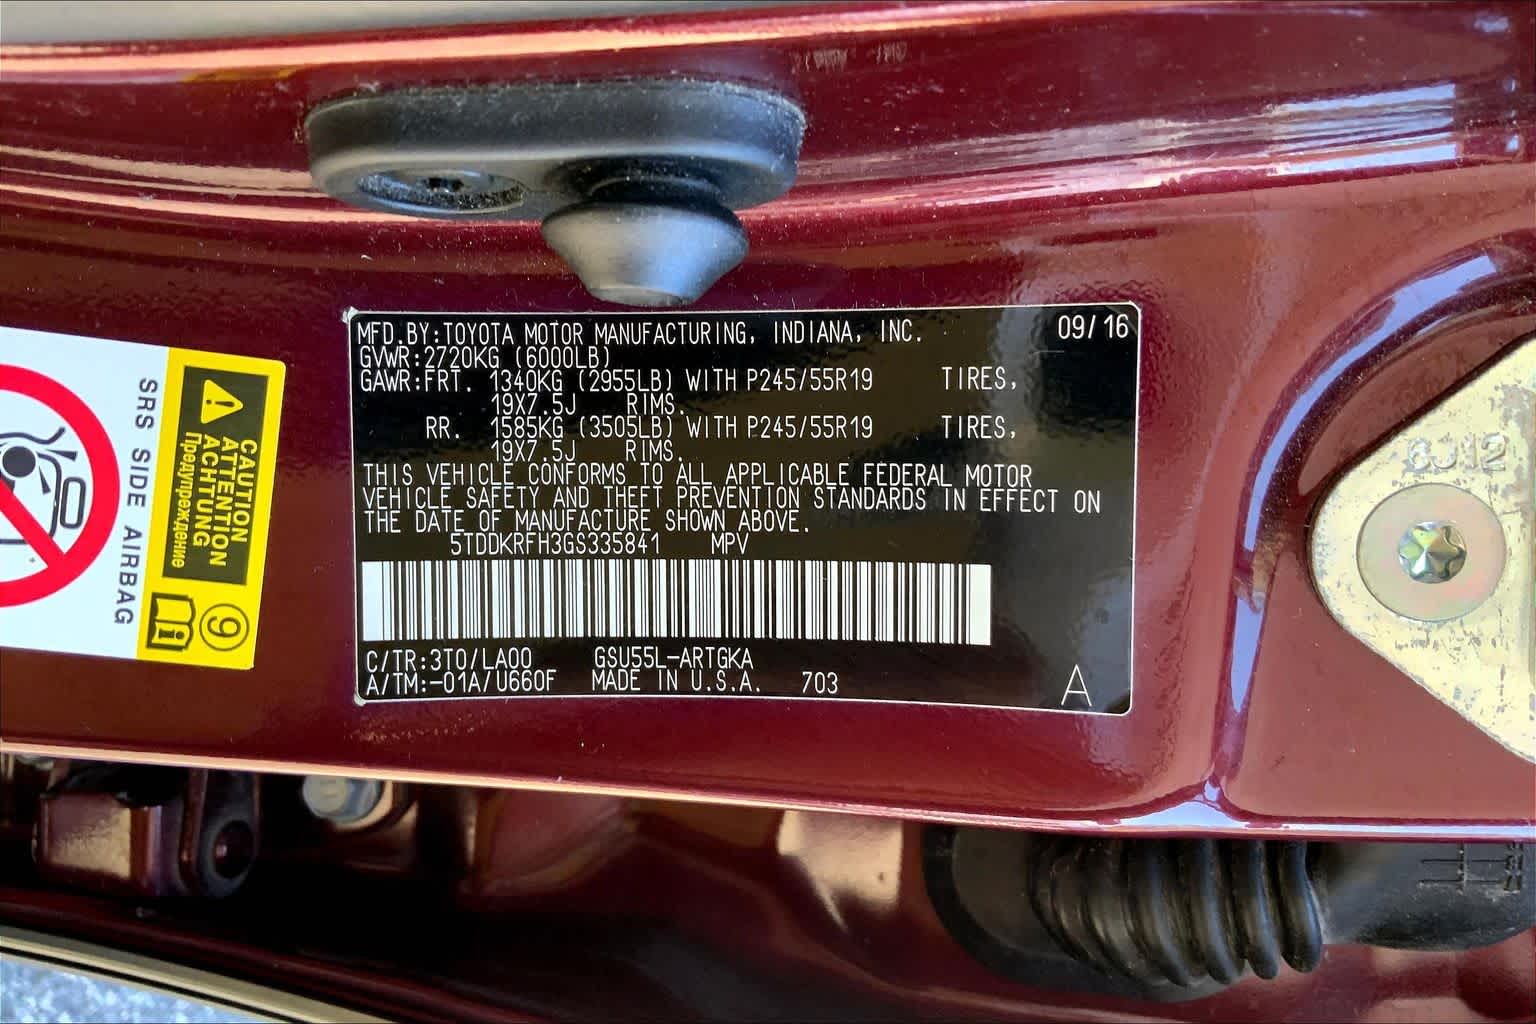 MFD.BY:TOYOTA MOTOR MANUFACTURING, INDIANA, INC. 09/16
GVWR:2720KG (6000LB)
GAWR:FRT. 1340KG (2955LB) WITH P245/55R19 TIRES,
19X7.5J RIMS.
RR. 1585KG (3505LB) WITH P245/55R19 TIRES,
19X7.5J RIMS.
THIS VEHICLE CONFORMS TO ALL APPLICABLE FEDERAL MOTOR
VEHICLE SAFETY AND THEFT PREVENTION STANDARDS IN EFFECT ON
THE DATE OF MANUFACTURE SHOWN ABOVE.
5TDDKRFH3GS335841 MPV
C/TR:3T0/LA00 GSU55L-ARTGKA
A/TM:-01A/U660F MADE IN U.S.A. 703
A
CAUTION
ATTENTION
ACHTUNG
Предупреждение
9
SRS SIDE AIRBAG
6J12